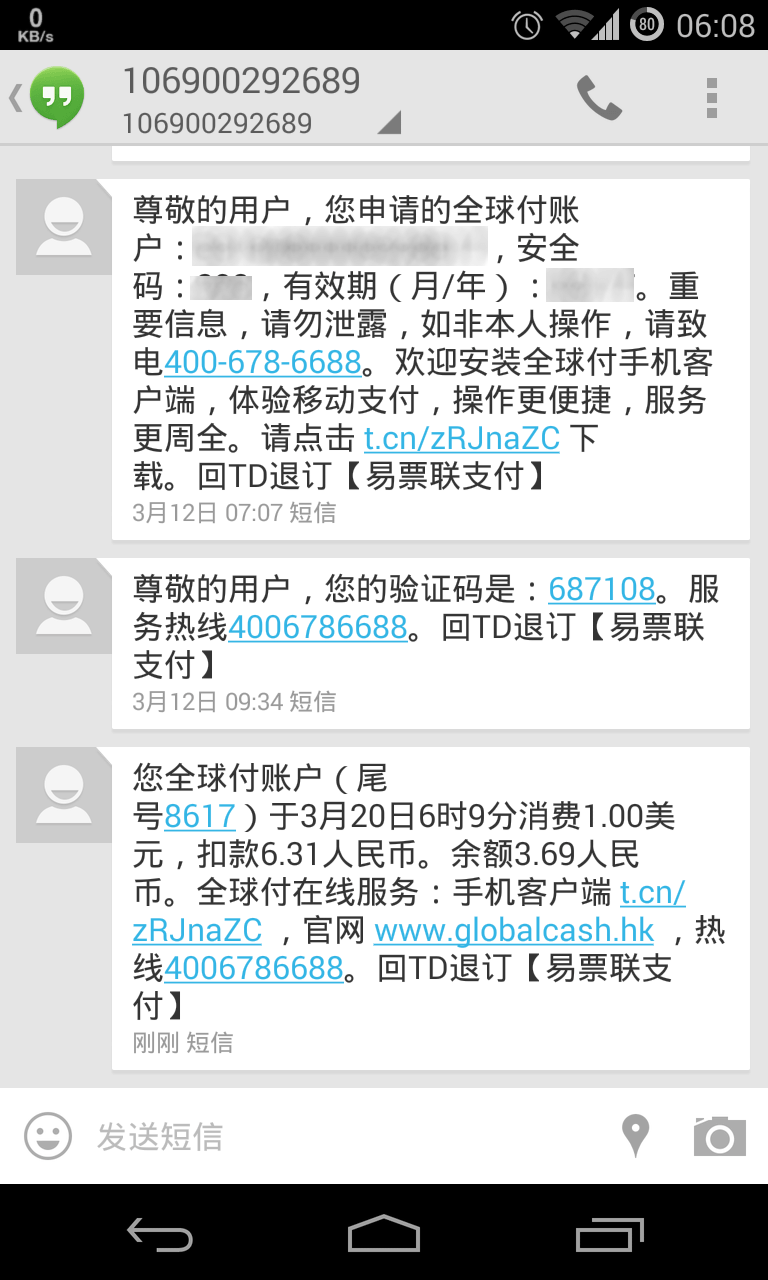 0
KB/s
80
06:08
106900292689
106900292689
尊敬的用户，您申请的全球付账
户：，安全
码：，有效期（月/年）：。重
要信息，请勿泄露，如非本人操作，请致
电400-678-6688。欢迎安装全球付手机客
户端，体验移动支付，操作更便捷，服务
更周全。请点击 t.cn/zRJnaZC 下
载。回TD退订【易票联支付】
3月12日 07:07 短信
尊敬的用户，您的验证码是：687108。服
务热线4006786688。回TD退订【易票联
支付】
3月12日 09:34 短信
您全球付账户（尾
号8617）于3月20日6时9分消费1.00美
元，扣款6.31人民币。余额3.69人民
币。全球付在线服务：手机客户端 t.cn/
zRJnaZC ，官网 www.globalcash.hk ，热
线4006786688。回TD退订【易票联支
付】
刚刚 短信
发送短信